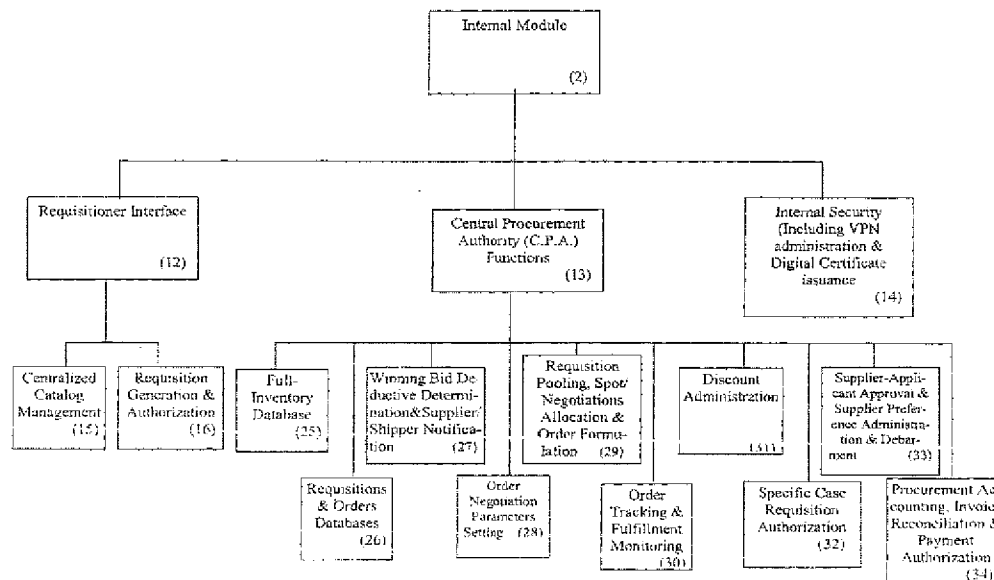 Internal Module
(2)
Requisitioner Interface
(12)
Central Procurement
Authority (C.P.A.)
Functions
(13)
Internal Security
(Including VPN
administration &
Digital Certificate
issuance
(14)
Centralized
Catalog
Management
(15)
Requisition
Generation &
Authorization
(16)
Full-
Inventory
Database
(25)
Requisitions
& Orders
Databases
(26)
Winning Bid De-
ductive Determi-
nation&Supplier/
Shipper Notifica-
tion (27)
Order
Negotiation
Parameters
Setting (28)
Requisition
Pooling, Spot/
Negotiations
Allocation &
Order Formu-
lation (29)
Order
Tracking &
Fulfillment
Monitoring
(30)
Discount
Administration
(31)
Specific Case
Requisition
Authorization
(32)
Supplier-Appli-
cant Approval &
Supplier Prefer-
ence Administra-
tion & Debar-
ment (33)
Procurement Ac
counting, Invoic
Reconciliation &
Payment
Authorization
(34)